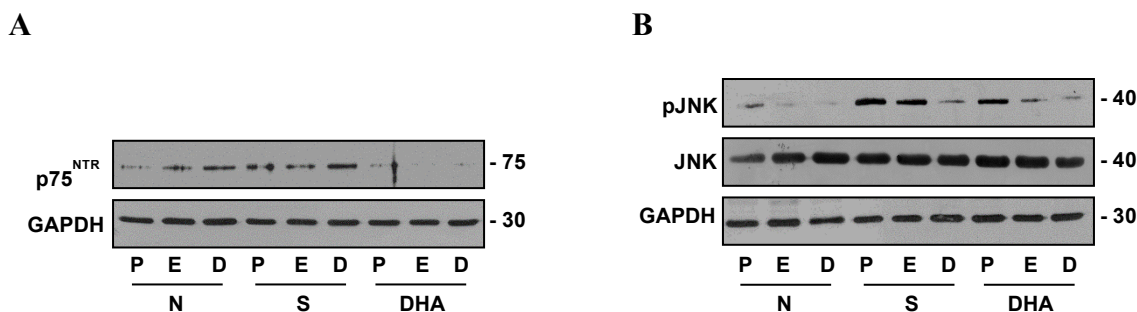 A
p75NTR
- 75
GAPDH
- 30
P E D P E D P E D
N S DHA
B
pJNK
- 40
JNK
- 40
GAPDH
- 30
P E D P E D P E D
N S DHA